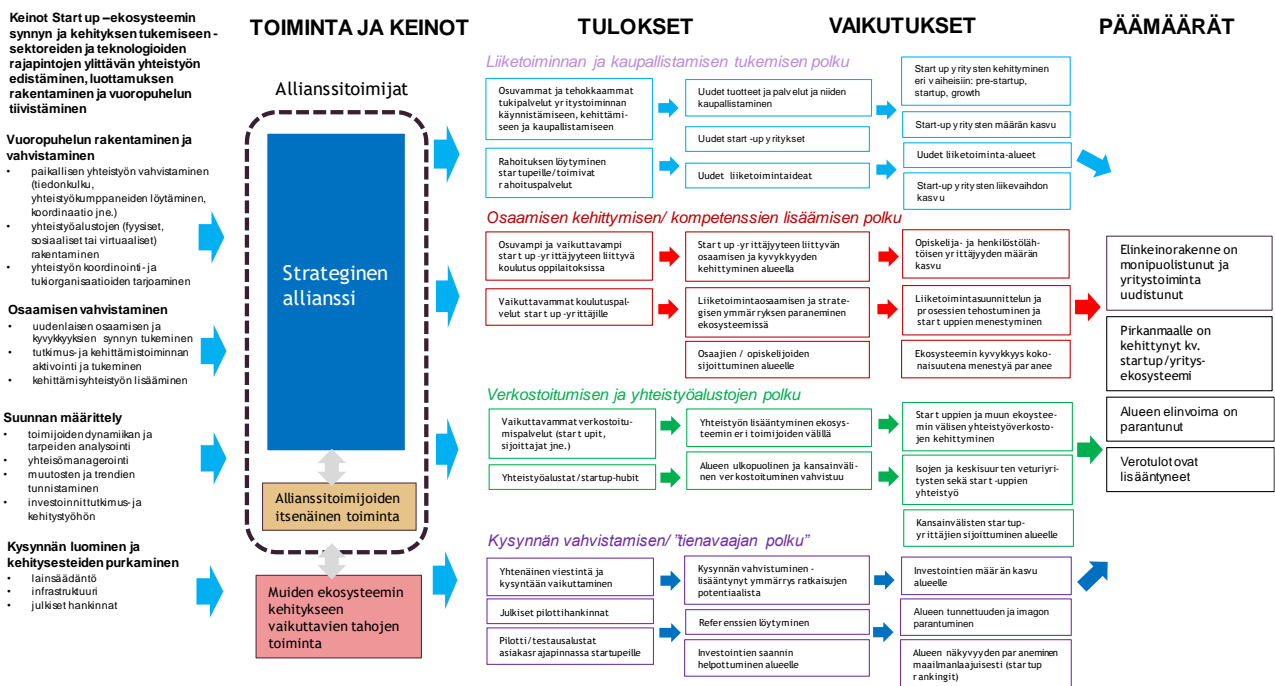 Keinot Start up –ekosysteemin
synnyn ja kehityksen tukemiseen -
sektoreiden ja teknologioiden
rajapintojen ylittävän yhteistyön
edistäminen, luottamuksen
rakentaminen ja vuoropuhelun
tiivistäminen
Vuoropuhelun rakentaminen ja
vahvistaminen
• paikallisen yhteistyön vahvistaminen
(tiedonkulku,
yhteistyökumppaneiden löytäminen,
koordinaatio jne.)
• yhteistyöalustojen (fyysiset,
sosiaaliset tai virtuaaliset)
rakentaminen
• yhteistyön koordinointi- ja
tukiorganisaatioiden tarjoaminen
Osaamisen vahvistaminen
• uudenlaisen osaamisen ja
kyvykkyyksien synnyn tukeminen
• tutkimus- ja kehittämistoiminnan
aktivointi ja tukeminen
• kehittämisyhteistyön lisääminen
Suunnan määrittely
• toimijoiden dynamiikan ja
tarpeiden analysointi
• yhteisömanagerointi
• muutosten ja trendien
tunnistaminen
• investoinnit tutkimus- ja
kehitystyöhön
Kysynnän luominen ja
kehitysesteiden purkaminen
• lainsäädäntö
• infrastruktuuri
• julkiset hankinnat
TOIMINTA JA KEINOT
Allianssitoimijat
Strateginen
allianssi
Allianssitoimijoiden
itsenäinen toiminta
Muiden ekosysteemin
kehitykseen
vaikuttavien tahojen
toiminta
TULOKSET
VAIKUTUKSET
Liiketoiminnan ja kaupallistamisen tukemisen polku
Osuvammat ja tehokkaammat
tukipalvelut yritystoiminnan
käynnistämiseen, kehittämi-
seen ja kaupallistamiseen
Rahoituksen löytyminen
startupeille/toimivat
rahoituspalvelut
Uudet tuotteet ja palvelut ja niiden
kaupallistaminen
Uudet start -up yritykset
Uudet liiketoimintaideat
Start up yritysten kehittyminen
eri vaiheisiin: pre-startup,
startup, growth
Start-up yritysten määrän kasvu
Uudet liiketoiminta-alueet
Start-up yritysten liikevaihdon
kasvu
Osaamisen kehittymisen/ kompetenssien lisäämisen polku
Osuvampi ja vaikuttavampi
start up -yrittäjyyteen liittyvä
koulutus oppilaitoksissa
Vaikuttavammat koulutuspal-
velut start up -yrittäjille
Start up -yrittäjyyteen liittyvän
osaamisen ja kyvykkyyden
kehittyminen alueella
Liiketoimintaosaamisen ja strate-
gisen ymmärryksen paraneminen
ekosysteemissä
Osaajien / opiskelijoiden
sijoittuminen alueelle
Opiskelija- ja henkilöstöläh-
töisen yrittäjyyden määrän
kasvu
Liiketoimintasuunnittelun ja
prosessien tehostuminen ja
start uppien menestyminen
Ekosysteemin kyvykkyys koko-
naisuutena menestyä paranee
Verkostoitumisen ja yhteistyöalustojen polku
Vaikuttavammat verkostoitu-
mispalvelut (start upit,
sijoittajat jne.)
Yhteistyöalustat/startup-hubit
Yhteistyön lisääntyminen ekosys-
teemin eri toimijoiden välillä
Alueen ulkopuolinen ja kansainväli-
nen verkostoituminen vahvistuu
Start uppien ja muun ekoystee-
min välisen yhteistyöverkosto-
jen kehittyminen
Isojen ja keskisuurten veturiyri-
tysten sekä start -uppien
yhteistyö
Kansainvälisten startup-
yrittäjien sijoittuminen alueelle
Kysynnän vahvistamisen/ ”tienavaajan polku”
Yhtenäinen viestintä ja
kysyntään vaikuttaminen
Julkiset pilottihankinnat
Pilotti/testausalustat
asiakasrajapinnassa startupeille
Kysynnän vahvistuminen -
lisääntynyt ymmärrys ratkaisujen
potentiaalista
Referenssien löytyminen
Investointien saannin
helpottuminen alueelle
Investointien määrän kasvu
alueelle
Alueen tunnettuuden ja imagon
parantuminen
Alueen näkyvyyden paraneminen
maailmanlaajuisesti (startup
rankingit)
PÄÄMÄÄRÄT
Elinkeinorakenne on
monipuolistunut ja
yritystoiminta
uudistunut
Pirkanmaalle on
kehittynyt kv.
startup/yritys-
ekosysteemi
Alueen elinvoima on
parantunut
Verotulot ovat
lisääntyneet